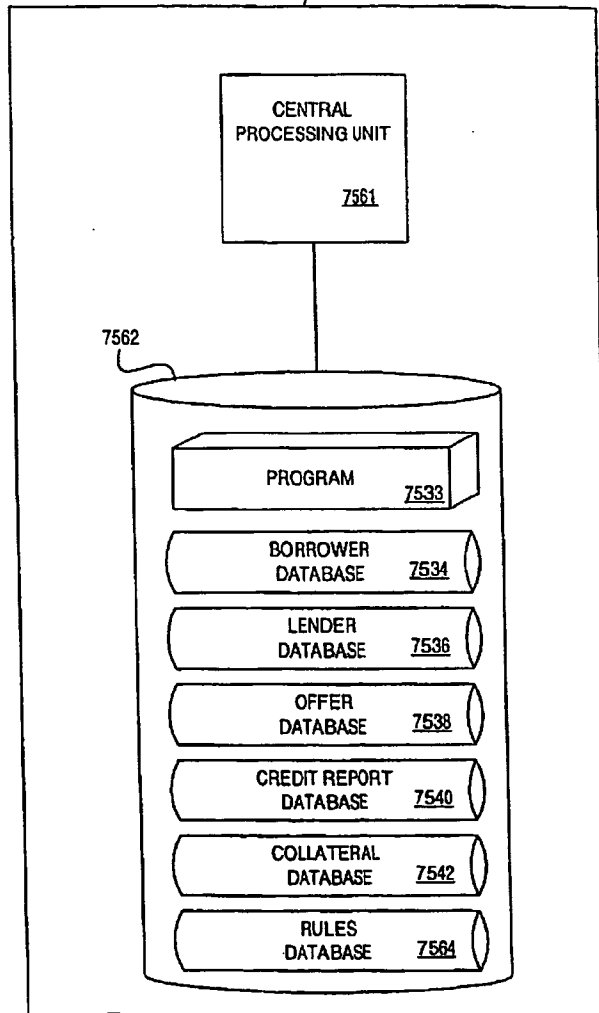 CENTRAL
PROCESSING UNIT
7561
7562
PROGRAM
7533
BORROWER
DATABASE 7534
LENDER
DATABASE 7536
OFFER
DATABASE 7538
CREDIT REPORT
DATABASE 7540
COLLATERAL
DATABASE 7542
RULES
DATABASE 7564